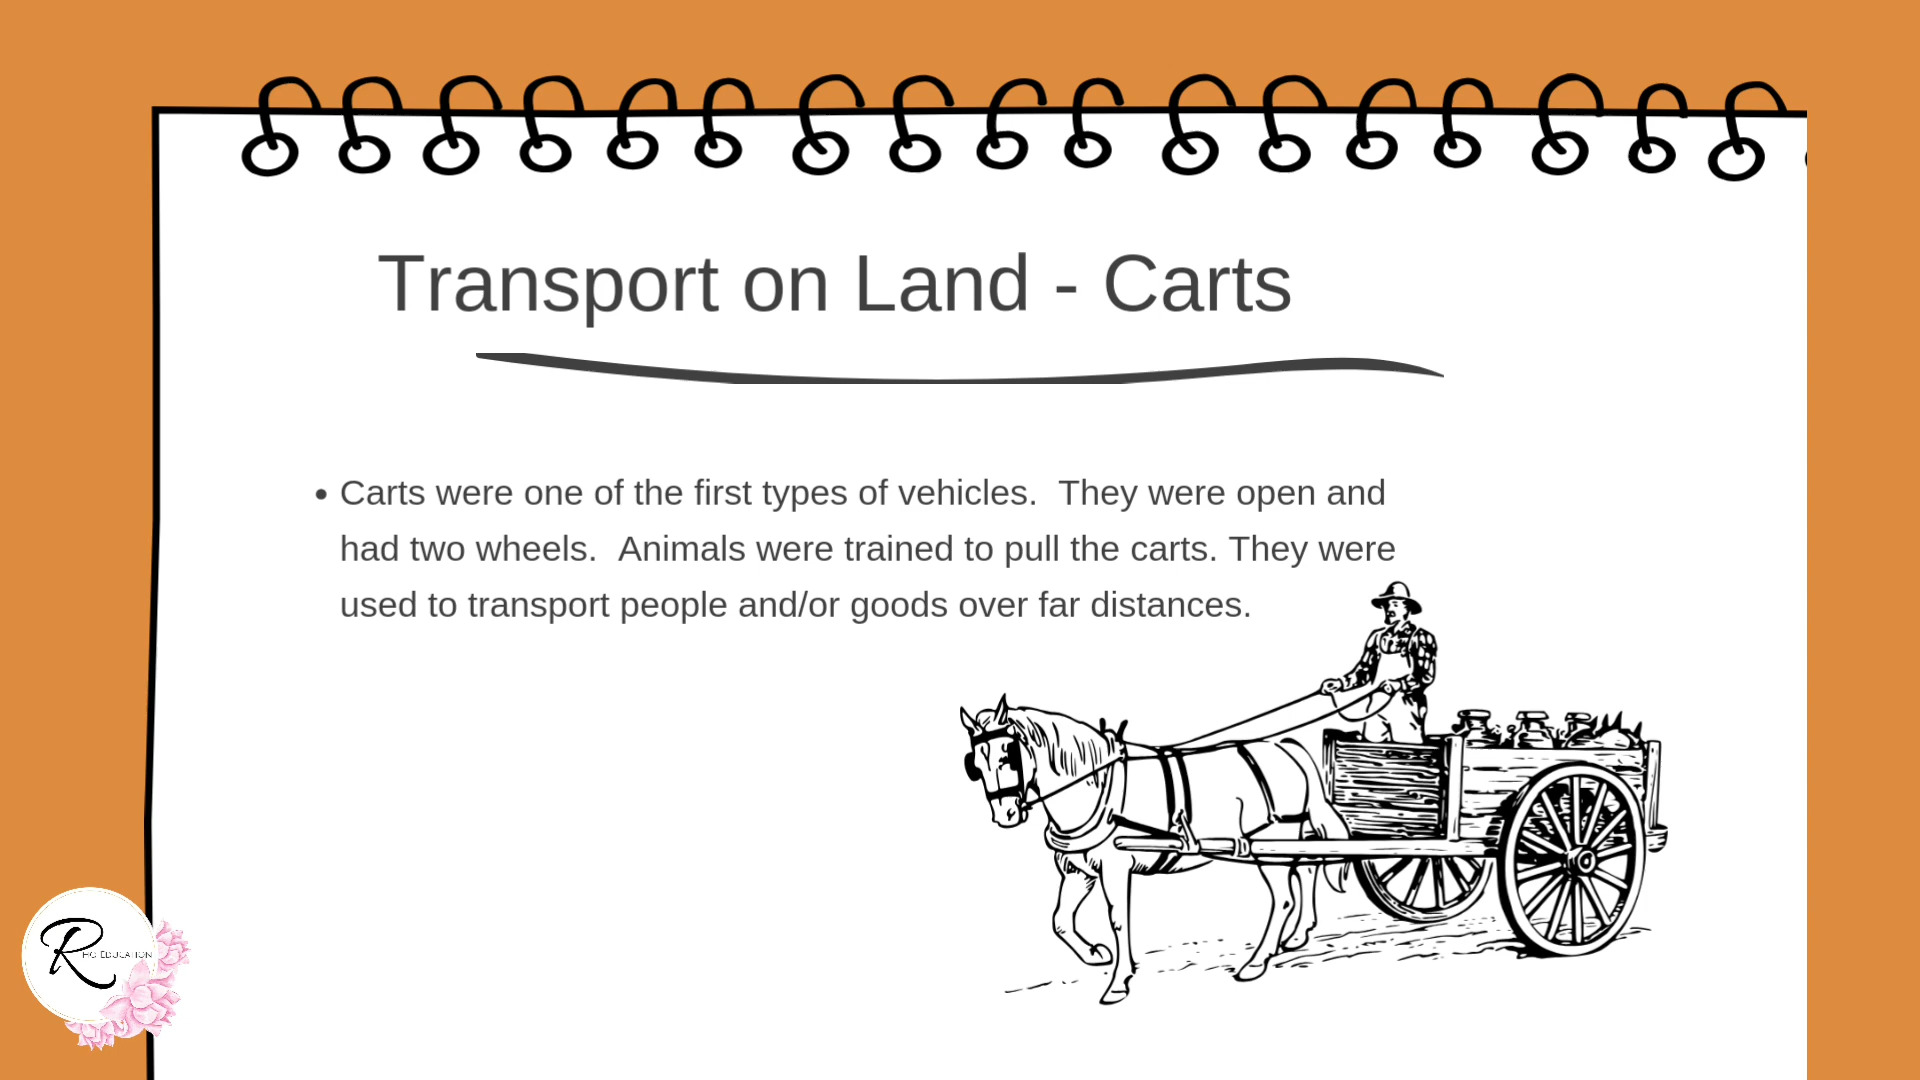 Transport on Land - Carts
• Carts were one of the first types of vehicles.  They were open and
had two wheels.  Animals were trained to pull the carts. They were
used to transport people and/or goods over far distances.
R HO EDUCATION